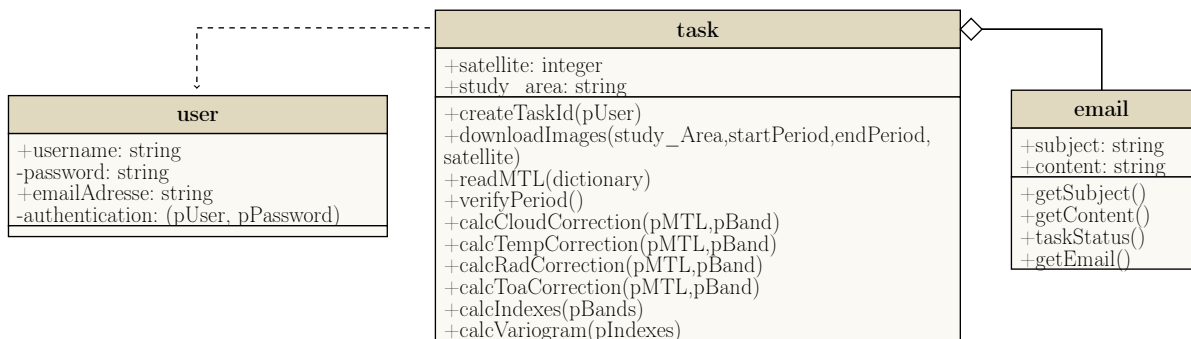 task
+satellite: integer
+study_area: string
+createTaskId(pUser)
+downloadImages(study_Area,startPeriod,endPeriod,
satellite)
+readMTL(dictionary)
+verifyPeriod()
+calcCloudCorrection(pMTL,pBand)
+calcTempCorrection(pMTL,pBand)
+calcRadCorrection(pMTL,pBand)
+calcToaCorrection(pMTL,pBand)
+calcIndexes(pBands)
+calcVariogram(pIndexes)
user
+username: string
-password: string
+emailAdresse: string
-authentication: (pUser, pPassword)
email
+subject: string
+content: string
+getSubject()
+getContent()
+taskStatus()
+getEmail()